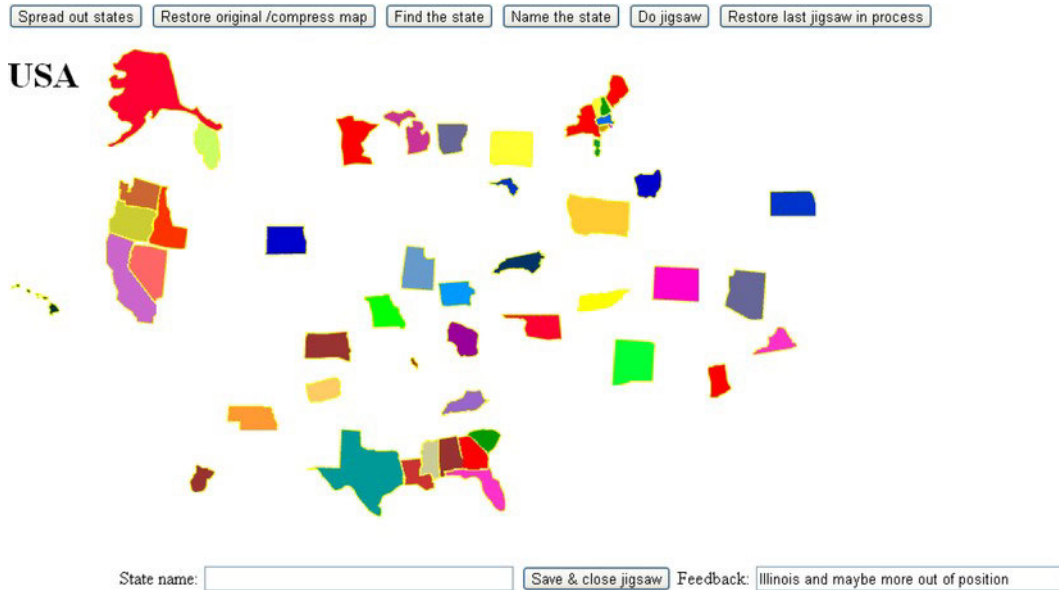 Spread out states Restore original /compress map Find the state Name the state Do jigsaw Restore last jigsaw in process
USA
State name: Save & close jigsaw Feedback: Illinois and maybe more out of position